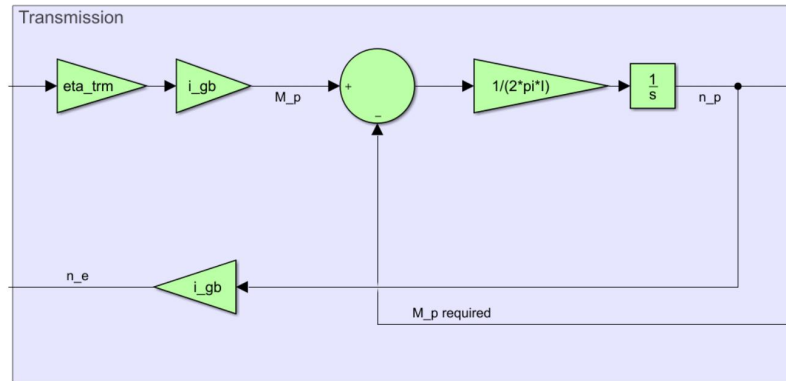 Transmission
eta_trm
i_gb
M_p
+
−
1/(2*pi*I)
1
s
n_p
n_e
i_gb
M_p required